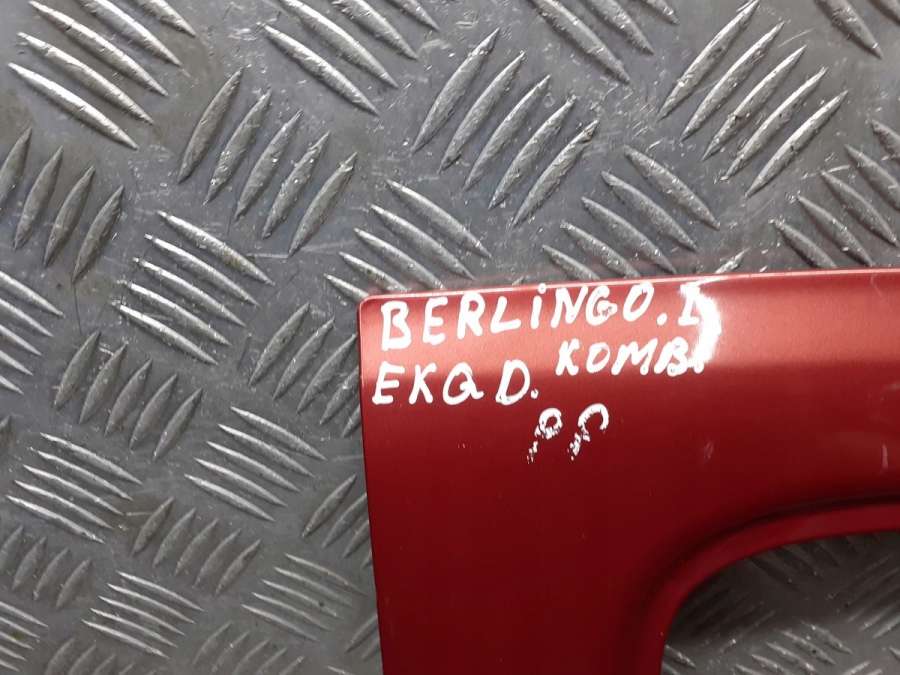 BERLiNGO. I
EKQ D. KOMBi